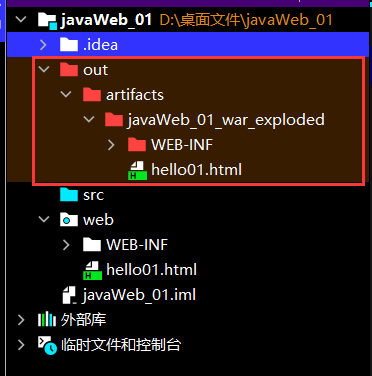 javaWeb_01 D:\桌面文件\javaWeb_01
.idea
out
artifacts
javaWeb_01_war_exploded
WEB-INF
hello01.html
src
web
WEB-INF
hello01.html
javaWeb_01.iml
外部库
临时文件和控制台